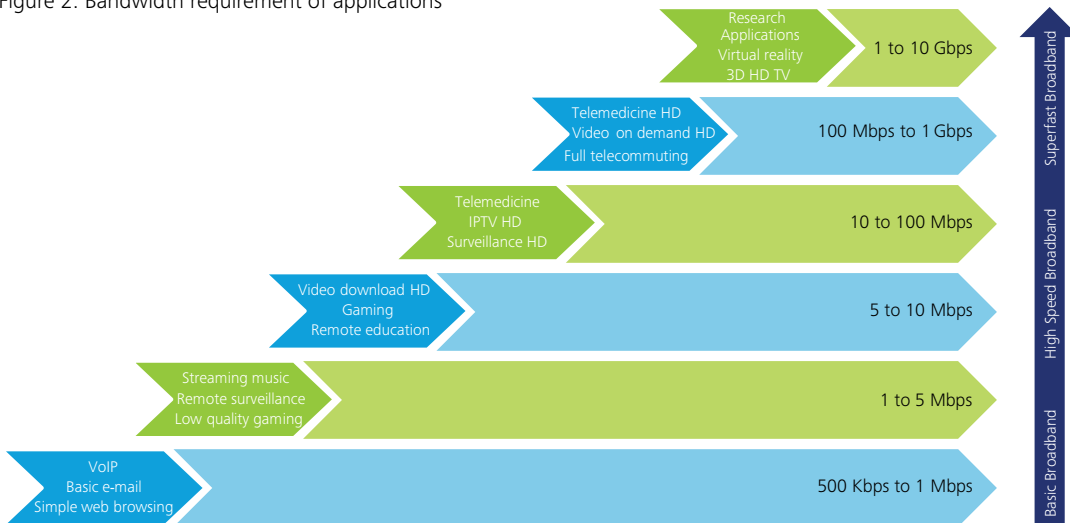 Figure 2: Bandwidth requirement of applications
Research
Applications
Virtual reality
3D HD TV
1 to 10 Gbps
Telemedicine HD
Video on demand HD
Full telecommuting
100 Mbps to 1 Gbps
Telemedicine
IPTV HD
Surveillance HD
10 to 100 Mbps
Video download HD
Gaming
Remote education
5 to 10 Mbps
Streaming music
Remote surveillance
Low quality gaming
1 to 5 Mbps
VoIP
Basic e-mail
Simple web browsing
500 Kbps to 1 Mbps
Superfast Broadband
High Speed Broadband
Basic Broadband